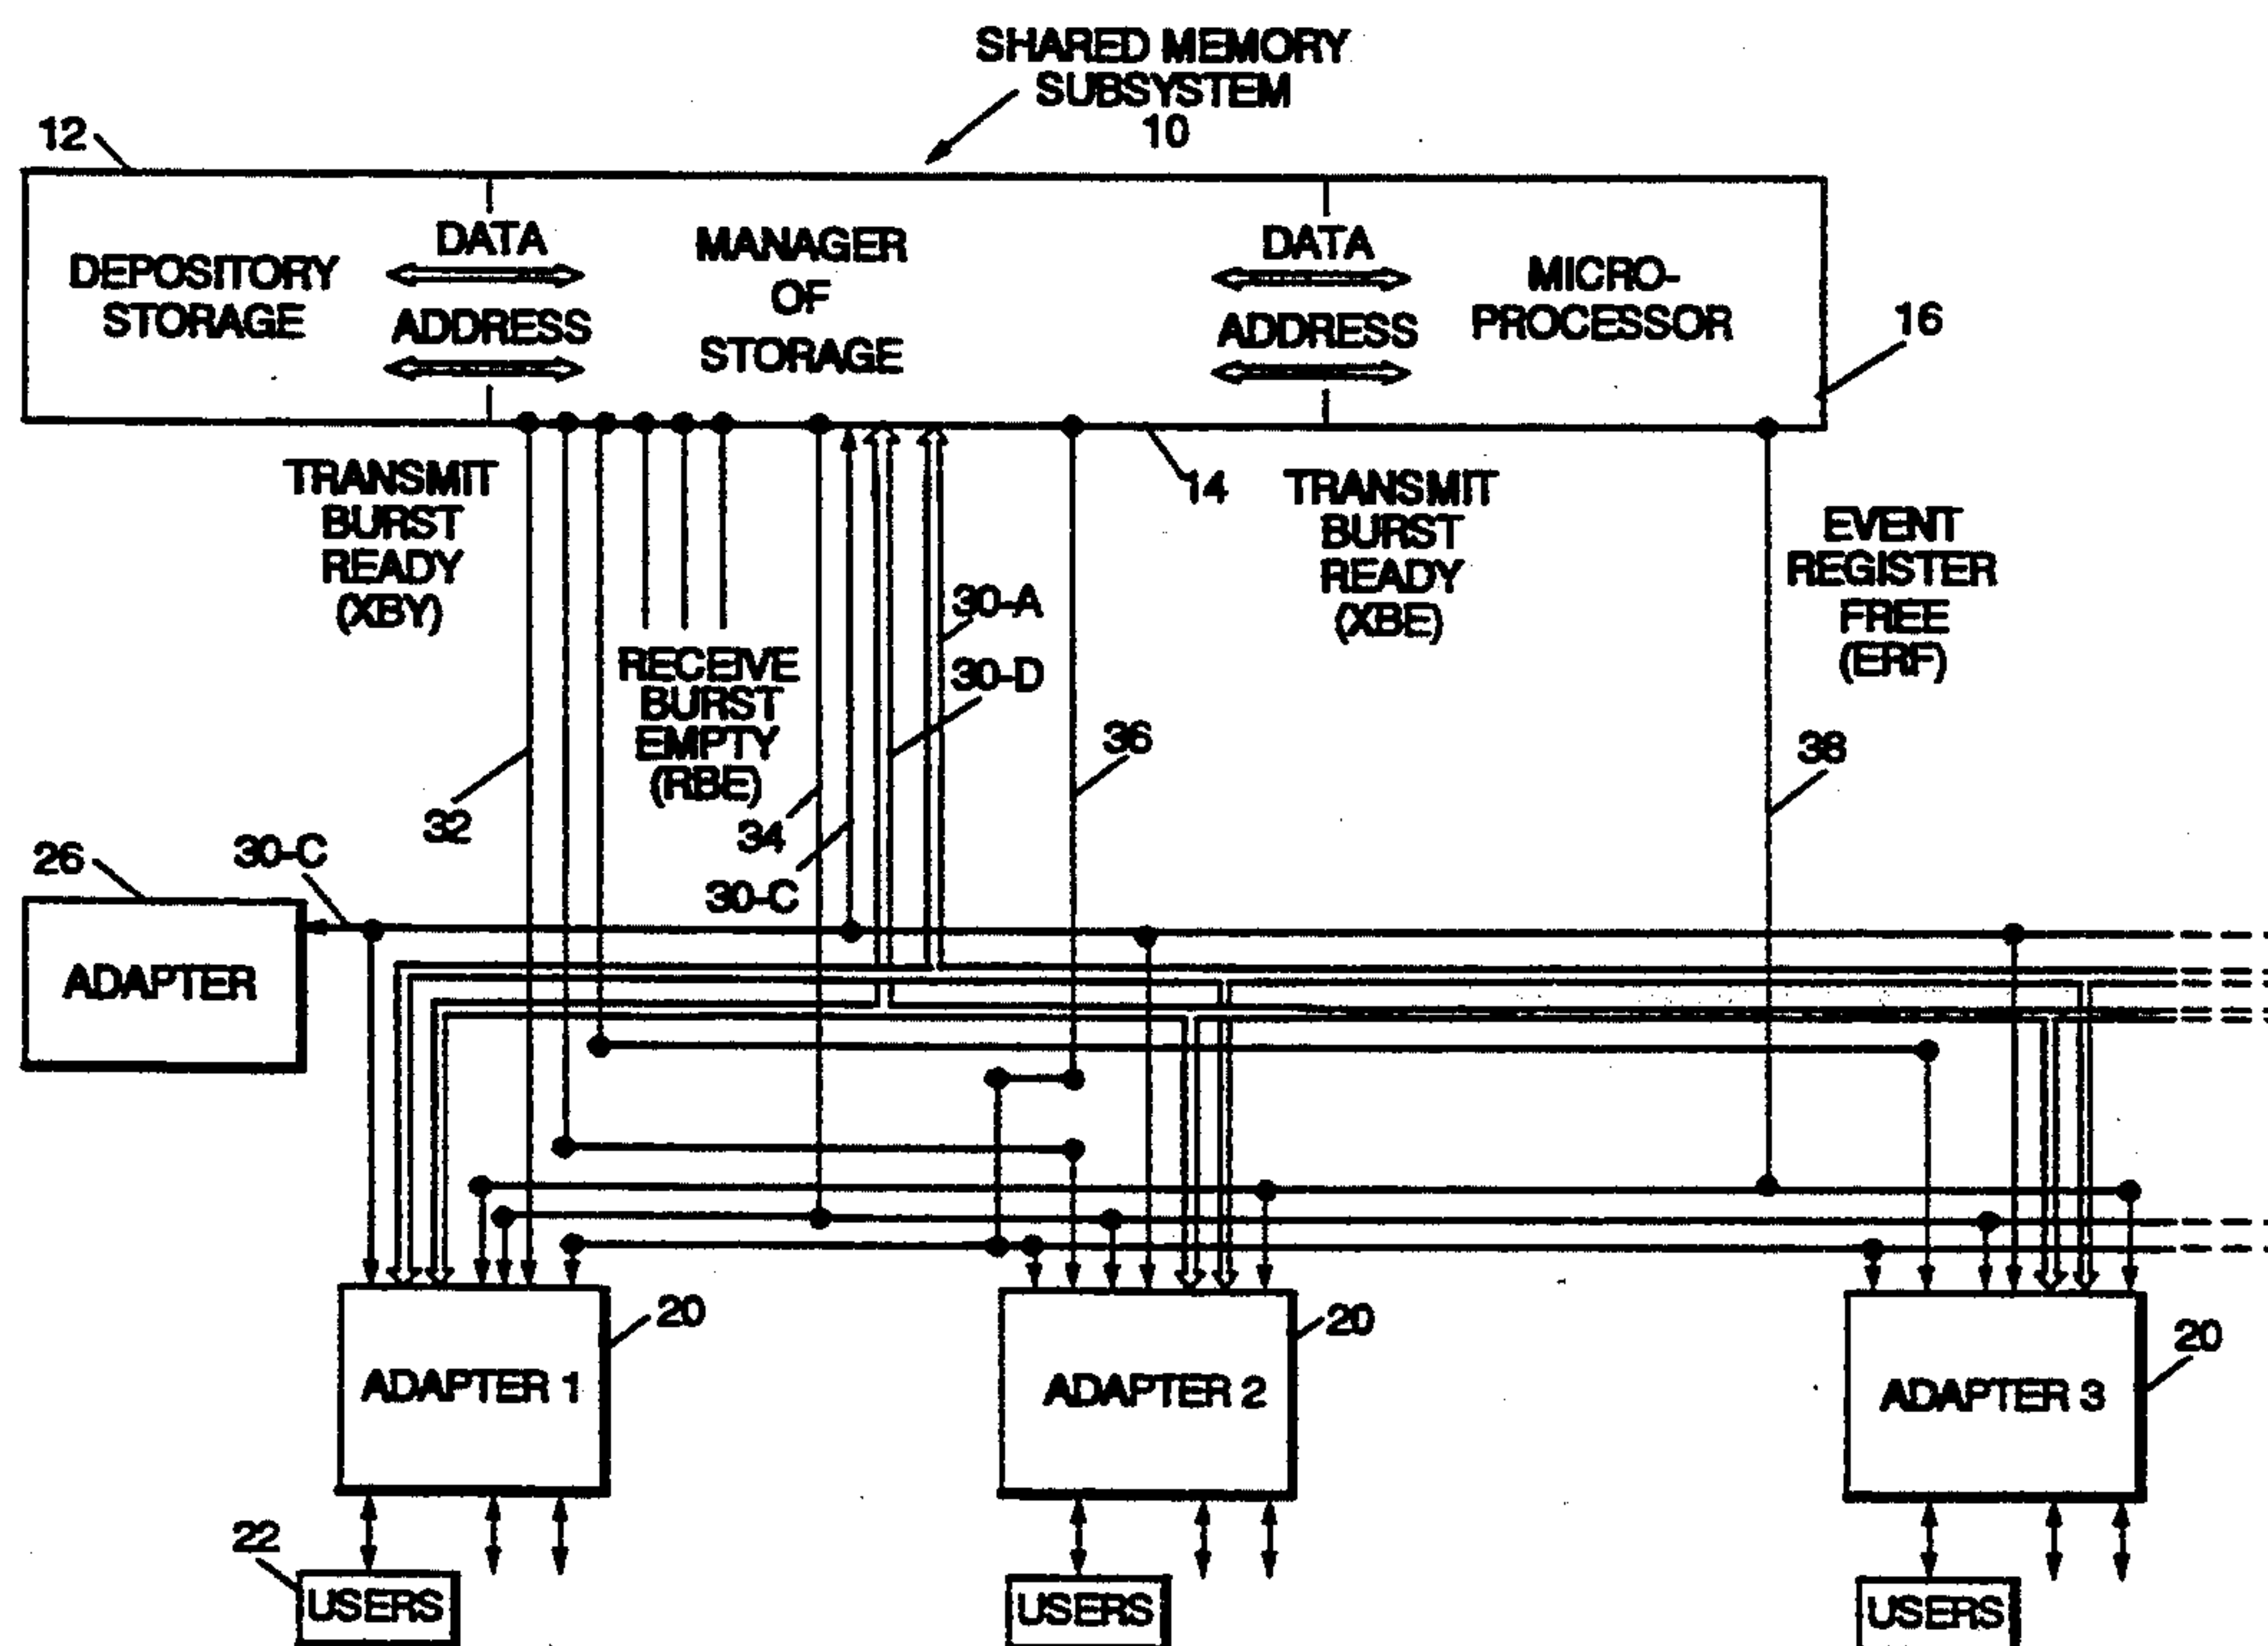 SHARED MEMORY
SUBSYSTEM
10
12
DEPOSITORY
STORAGE
DATA
ADDRESS
MANAGER
OF
STORAGE
DATA
ADDRESS
MICRO-
PROCESSOR
16
14
TRANSMIT
BURST
READY
(XBY)
RECEIVE
BURST
EMPTY
(RBE)
30-A
30-D
TRANSMIT
BURST
READY
(XBE)
EVENT
REGISTER
FREE
(ERF)
32
34
30-C
36
38
26
30-C
ADAPTER
ADAPTER 1
20
ADAPTER 2
20
ADAPTER 3
20
22
USERS
USERS
USERS